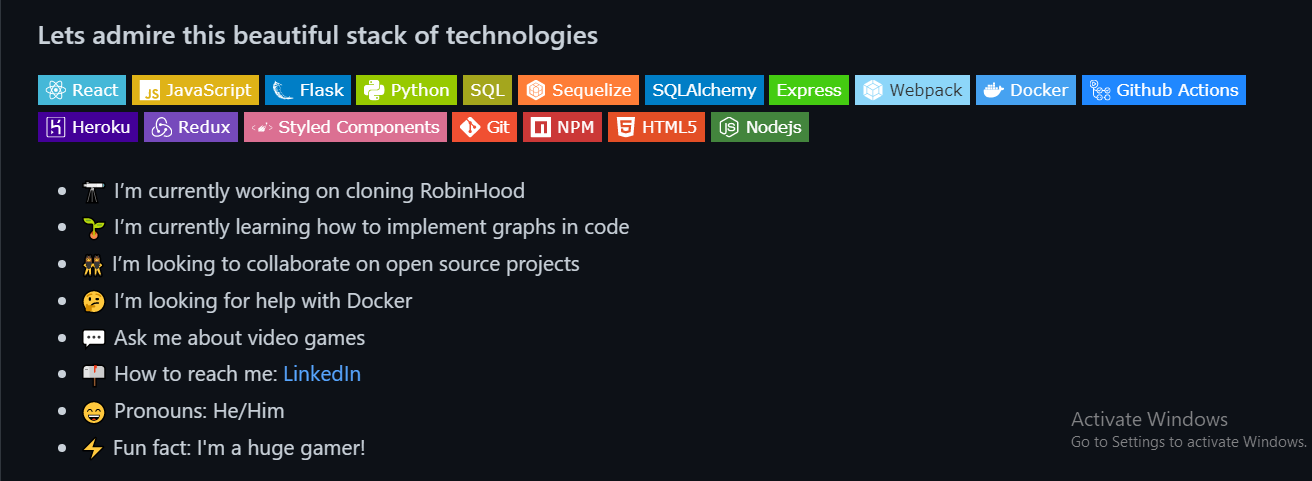 Lets admire this beautiful stack of technologies
React JavaScript Flask Python SQL Sequelize SQLAlchemy Express Webpack Docker Github Actions
Heroku Redux Styled Components Git NPM HTML5 Nodejs
I’m currently working on cloning RobinHood
I’m currently learning how to implement graphs in code
I’m looking to collaborate on open source projects
I’m looking for help with Docker
Ask me about video games
How to reach me: LinkedIn
Pronouns: He/Him
Fun fact: I'm a huge gamer!
Activate Windows
Go to Settings to activate Windows.